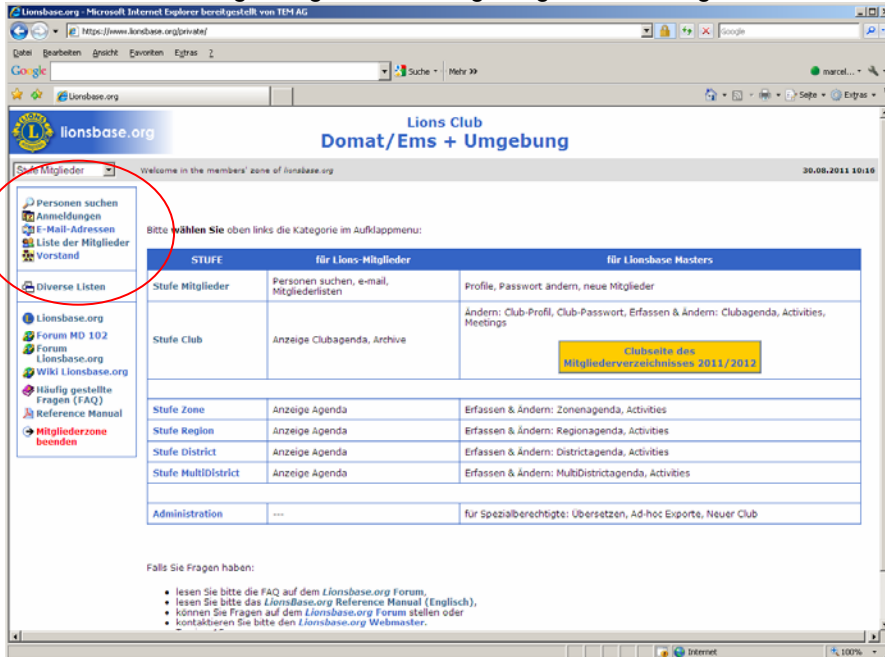 Lionsbase.org - Microsoft Internet Explorer bereitgestellt von TEM AG
https://www.lionsbase.org/private/
Google
Datei Bearbeiten Ansicht Favoriten Extras ?
Google Suche Mehr >> marcel...
Lionsbase.org Seite Extras
lionsbase.org
Lions Club
Domat/Ems + Umgebung
Stufe Mitglieder
Welcome in the members' zone of lionsbase.org
30.08.2011 10:16
Personen suchen
Anmeldungen
E-Mail-Adressen
Liste der Mitglieder
Vorstand
Diverse Listen
Lionsbase.org
Forum MD 102
Forum
Lionsbase.org
Wiki Lionsbase.org
Häufig gestellte
Fragen (FAQ)
Reference Manual
Mitgliederzone
beenden
Bitte wählen Sie oben links die Kategorie im Aufklappmenu:
STUFE für Lions-Mitglieder für Lionsbase Masters
Stufe Mitglieder
Personen suchen, e-mail,
Mitgliederlisten
Profile, Passwort ändern, neue Mitglieder
Stufe Club
Anzeige Clubagenda, Archive
Ändern: Club-Profil, Club-Passwort, Erfassen & Ändern: Clubagenda, Activities,
Meetings
Clubseite des
Mitgliederverzeichnisses 2011/2012
Stufe Zone Anzeige Agenda Erfassen & Ändern: Zonenagenda, Activities
Stufe Region Anzeige Agenda Erfassen & Ändern: Regionagenda, Activities
Stufe District Anzeige Agenda Erfassen & Ändern: Districtagenda, Activities
Stufe MultiDistrict Anzeige Agenda Erfassen & Ändern: MultiDistrictagenda, Activities
Administration --- für Spezialberechtigte: Übersetzen, Ad-hoc Exporte, Neuer Club
Falls Sie Fragen haben:
• lesen Sie bitte die FAQ auf dem Lionsbase.org Forum,
• lesen Sie bitte das LionsBase.org Reference Manual (Englisch),
• können Sie Fragen auf dem Lionsbase.org Forum stellen oder
• kontaktieren Sie bitte den Lionsbase.org Webmaster.
Internet 100%